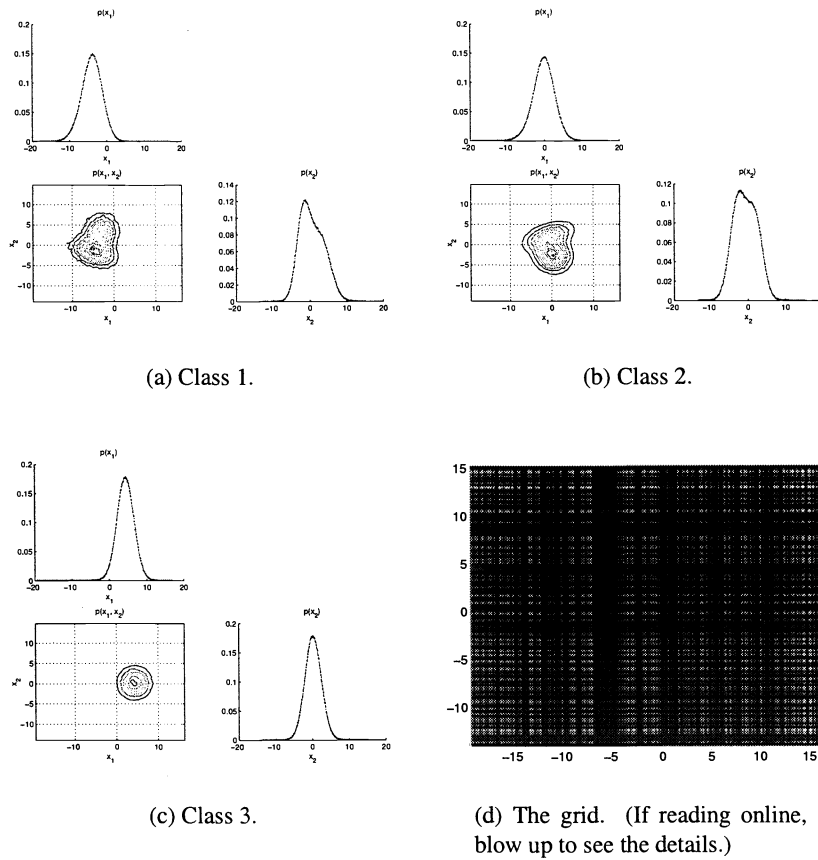 p(x1)
0.2
0.15
0.1
0.05
0
-20 -10 0 10 20
x1
p(x1, x2)
10
5
0
-5
-10
x2
-10 0 10
x1
p(x2)
0.14
0.12
0.1
0.08
0.06
0.04
0.02
0
-20 -10 0 10 20
x2
(a) Class 1.
p(x1)
0.2
0.15
0.1
0.05
0
-20 -10 0 10 20
x1
p(x1, x2)
10
5
0
-5
-10
x2
-10 0 10
x1
p(x2)
0.12
0.1
0.08
0.06
0.04
0.02
0
-20 -10 0 10 20
x2
(b) Class 2.
p(x1)
0.2
0.15
0.1
0.05
0
-20 -10 0 10 20
x1
p(x1, x2)
10
5
0
-5
-10
x2
-10 0 10
x1
p(x2)
0.2
0.15
0.1
0.05
0
-20 -10 0 10 20
x2
(c) Class 3.
15
10
5
0
-5
-10
-15 -10 -5 0 5 10 15
(d) The grid. (If reading online,
blow up to see the details.)